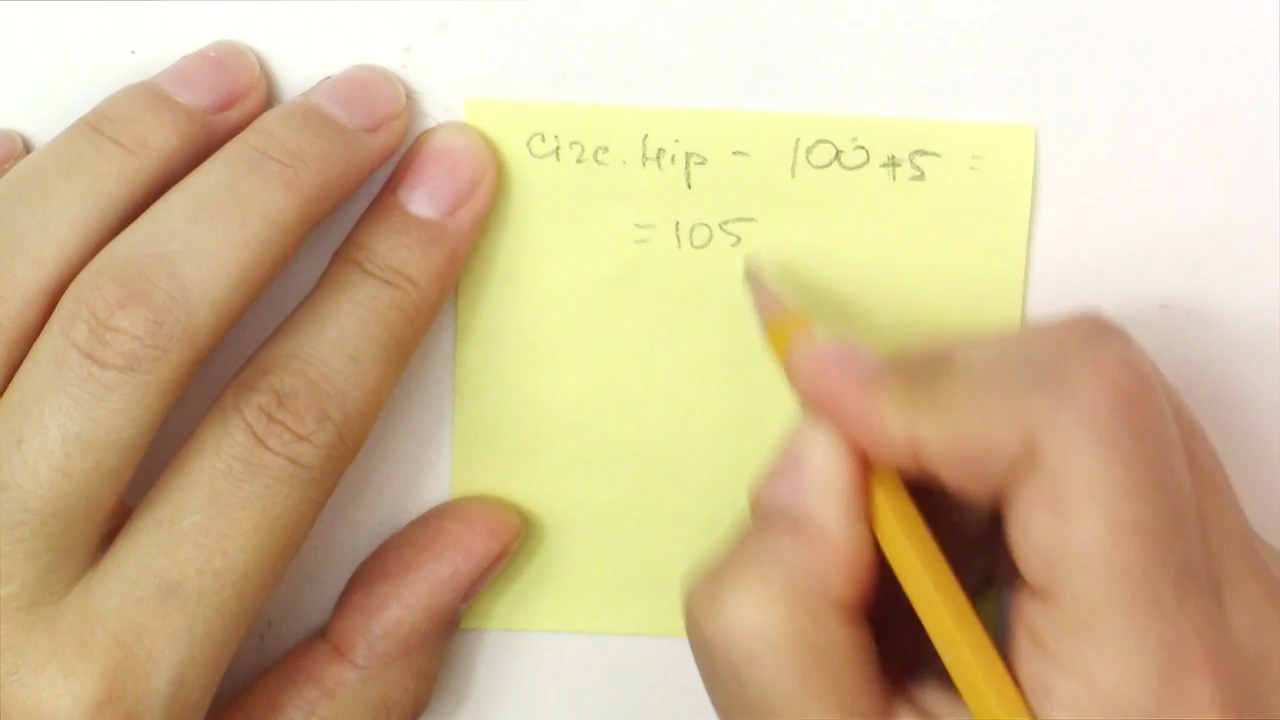 circ. hip - 100+5 =
= 105